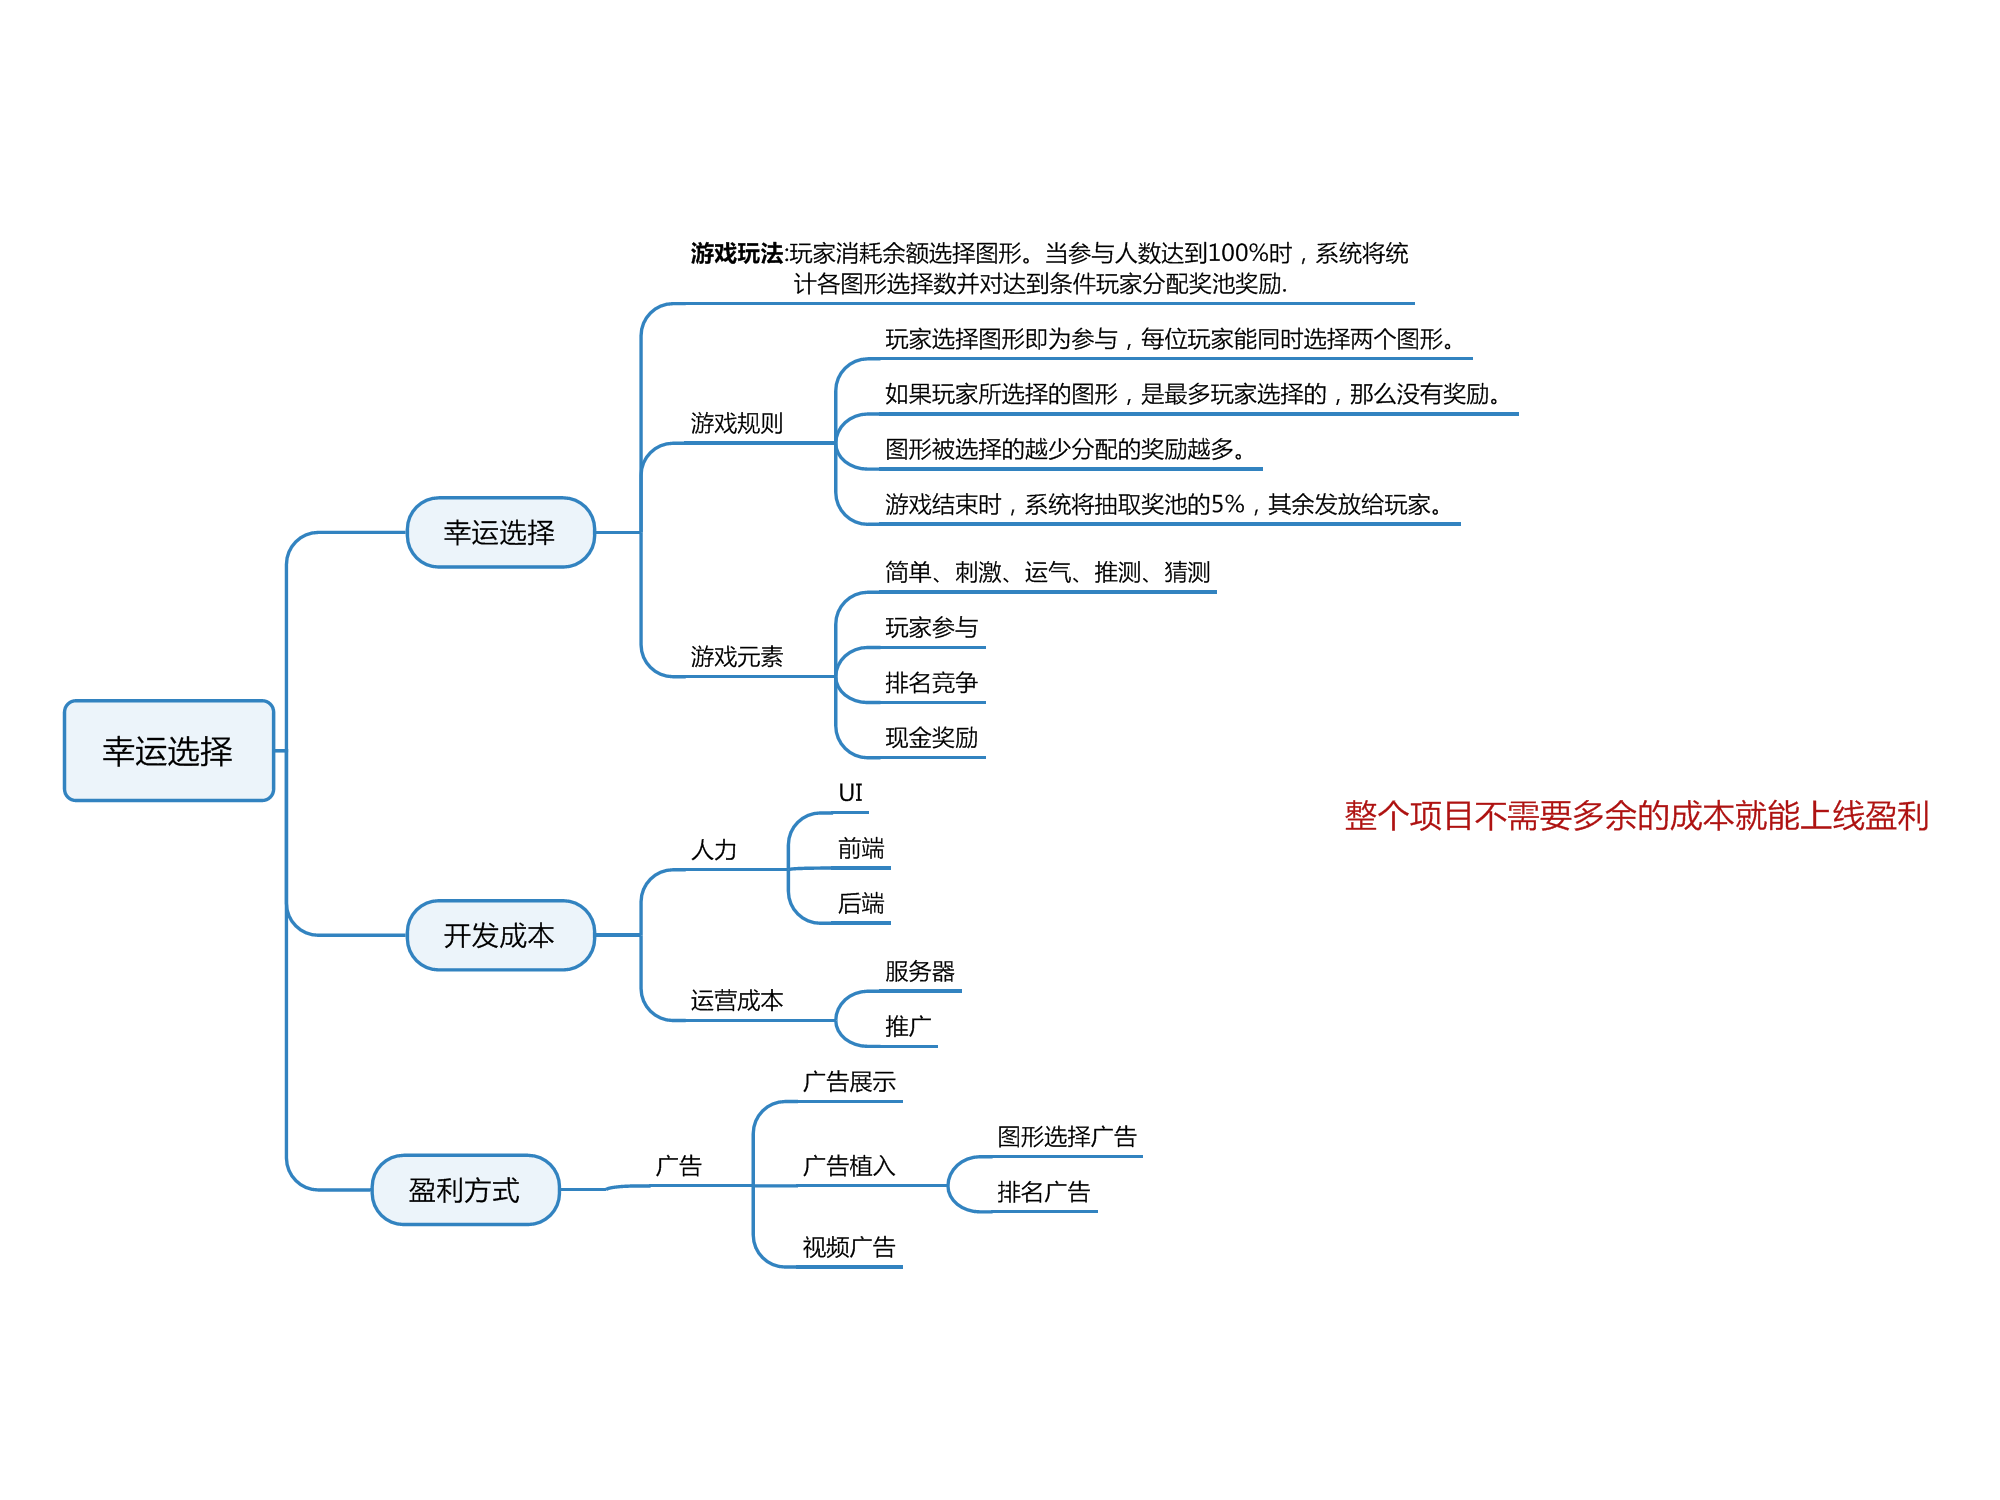 游戏玩法:玩家消耗余额选择图形。当参与人数达到100%时，系统将统
计各图形选择数并对达到条件玩家分配奖池奖励.
玩家选择图形即为参与，每位玩家能同时选择两个图形。
如果玩家所选择的图形，是最多玩家选择的，那么没有奖励。
游戏规则
图形被选择的越少分配的奖励越多。
游戏结束时，系统将抽取奖池的5%，其余发放给玩家。
幸运选择
简单、刺激、运气、推测、猜测
玩家参与
游戏元素
排名竞争
现金奖励
幸运选择
UI
整个项目不需要多余的成本就能上线盈利
人力
前端
后端
开发成本
服务器
运营成本
推广
广告展示
图形选择广告
广告
广告植入
盈利方式
排名广告
视频广告